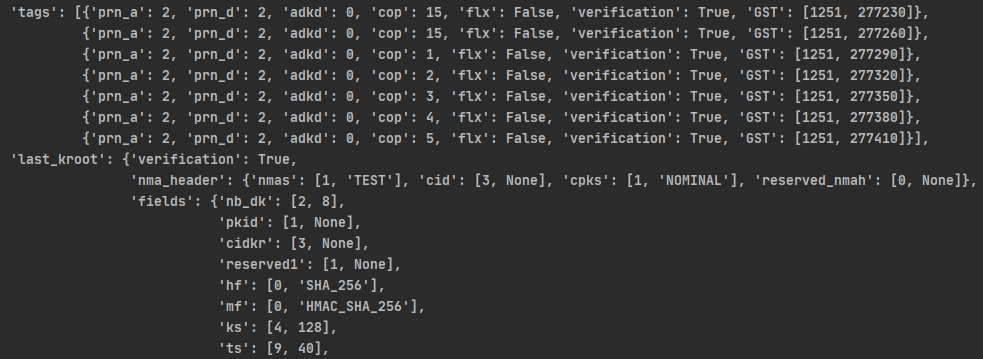 'tags': [{'prn_a': 2, 'prn_d': 2, 'adkd': 0, 'cop': 15, 'flx': False, 'verification': True, 'GST': [1251, 277230]},
{'prn_a': 2, 'prn_d': 2, 'adkd': 0, 'cop': 15, 'flx': False, 'verification': True, 'GST': [1251, 277260]},
{'prn_a': 2, 'prn_d': 2, 'adkd': 0, 'cop': 1, 'flx': False, 'verification': True, 'GST': [1251, 277290]},
{'prn_a': 2, 'prn_d': 2, 'adkd': 0, 'cop': 2, 'flx': False, 'verification': True, 'GST': [1251, 277320]},
{'prn_a': 2, 'prn_d': 2, 'adkd': 0, 'cop': 3, 'flx': False, 'verification': True, 'GST': [1251, 277350]},
{'prn_a': 2, 'prn_d': 2, 'adkd': 0, 'cop': 4, 'flx': False, 'verification': True, 'GST': [1251, 277380]},
{'prn_a': 2, 'prn_d': 2, 'adkd': 0, 'cop': 5, 'flx': False, 'verification': True, 'GST': [1251, 277410]}],
'last_kroot': {'verification': True,
'nma_header': {'nmas': [1, 'TEST'], 'cid': [3, None], 'cpks': [1, 'NOMINAL'], 'reserved_nmah': [0, None]},
'fields': {'nb_dk': [2, 8],
'pkid': [1, None],
'cidkr': [3, None],
'reserved1': [1, None],
'hf': [0, 'SHA_256'],
'mf': [0, 'HMAC_SHA_256'],
'ks': [4, 128],
'ts': [9, 40],